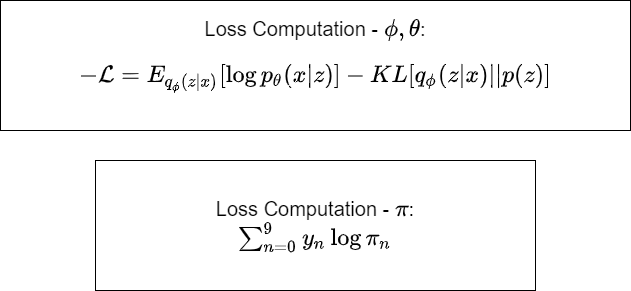 Loss Computation - ϕ, θ:
−ℒ = E_{q_ϕ(z|x)}[log p_θ(x|z)] − KL[q_ϕ(z|x)||p(z)]
Loss Computation - π:
∑_{n=0}^{9} y_n log π_n